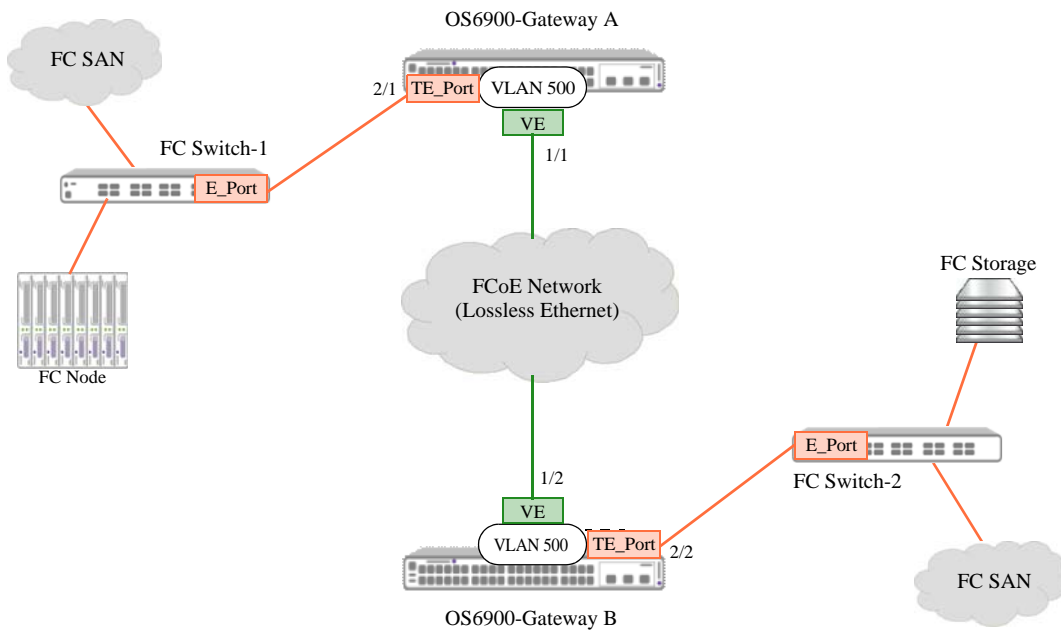 OS6900-Gateway A
FC SAN
2/1
TE_Port
VLAN 500
VE
1/1
FC Switch-1
E_Port
FC Node
FCoE Network
(Lossless Ethernet)
FC Storage
E_Port
FC Switch-2
1/2
VE
VLAN 500
TE_Port
2/2
FC SAN
OS6900-Gateway B